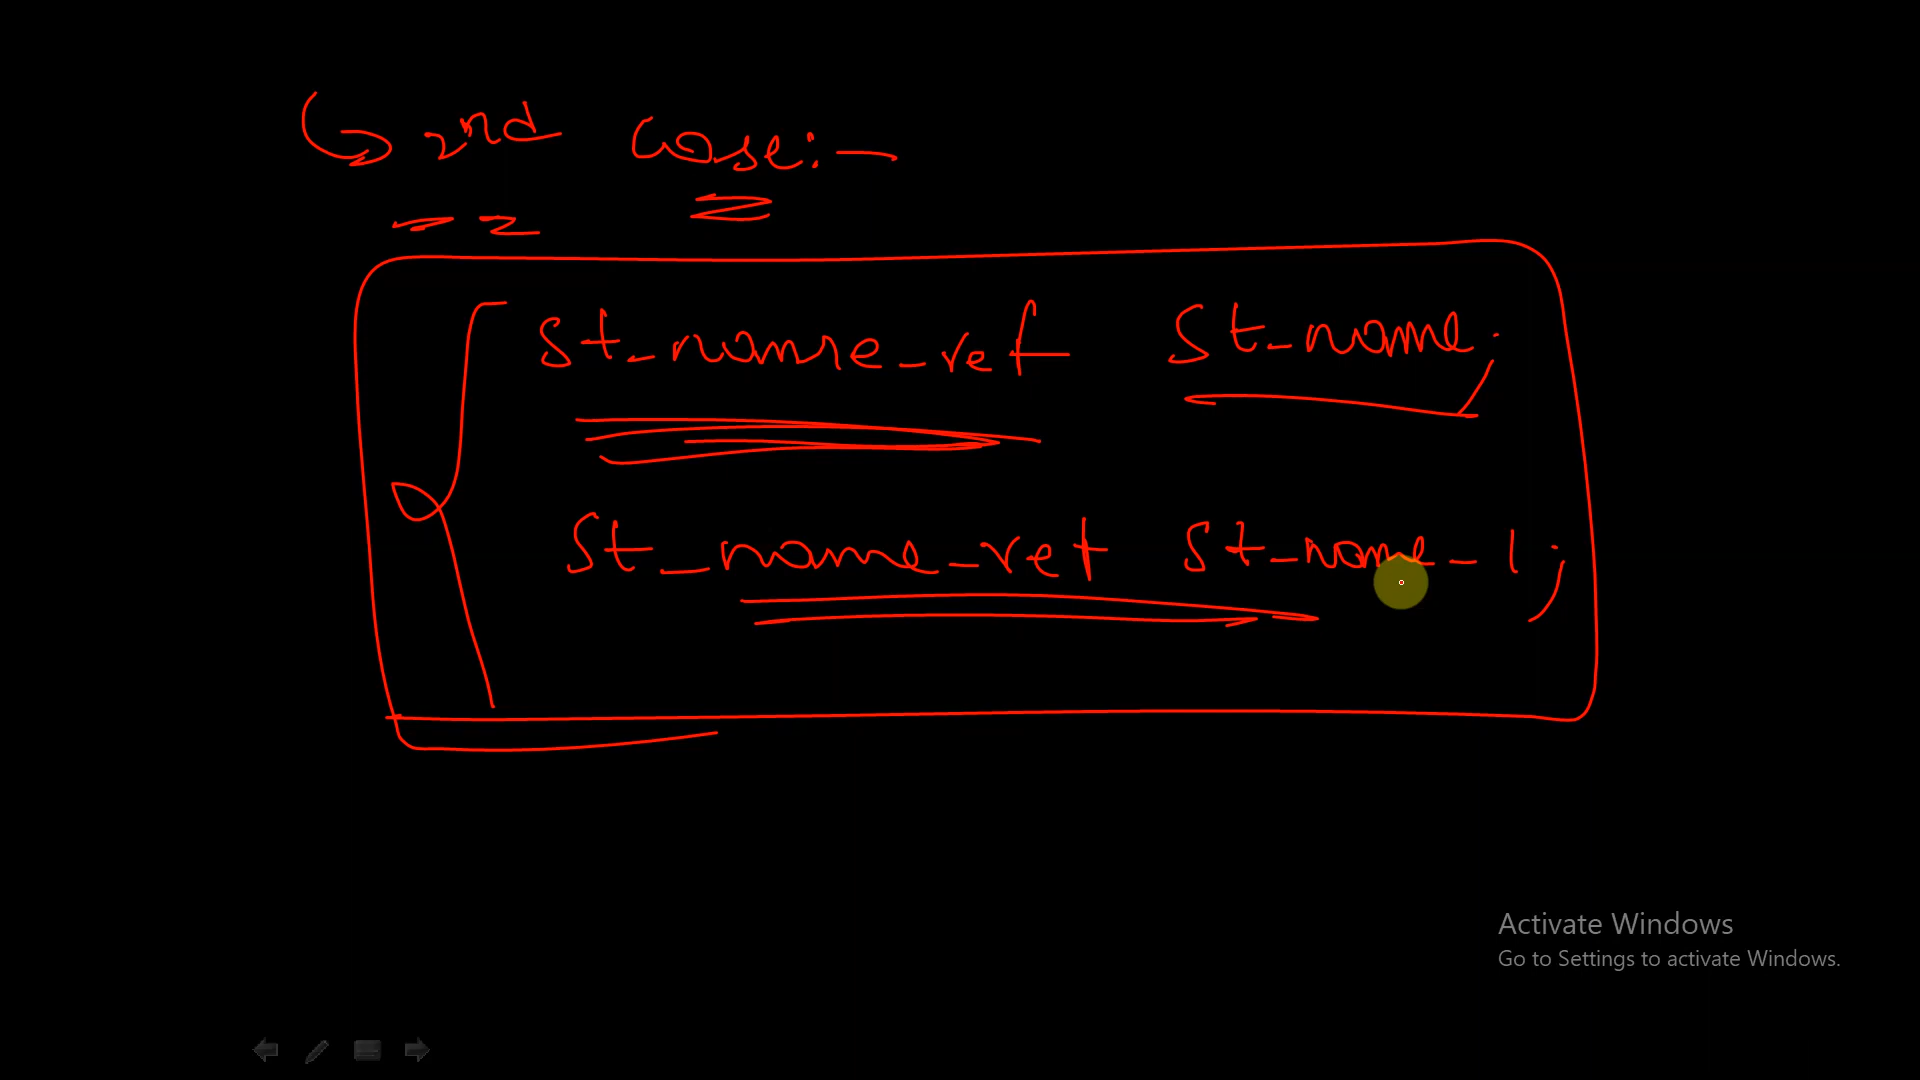 2nd case:-
St_name_ref St_name;
St_name_ref St_name_1;
Activate Windows
Go to Settings to activate Windows.